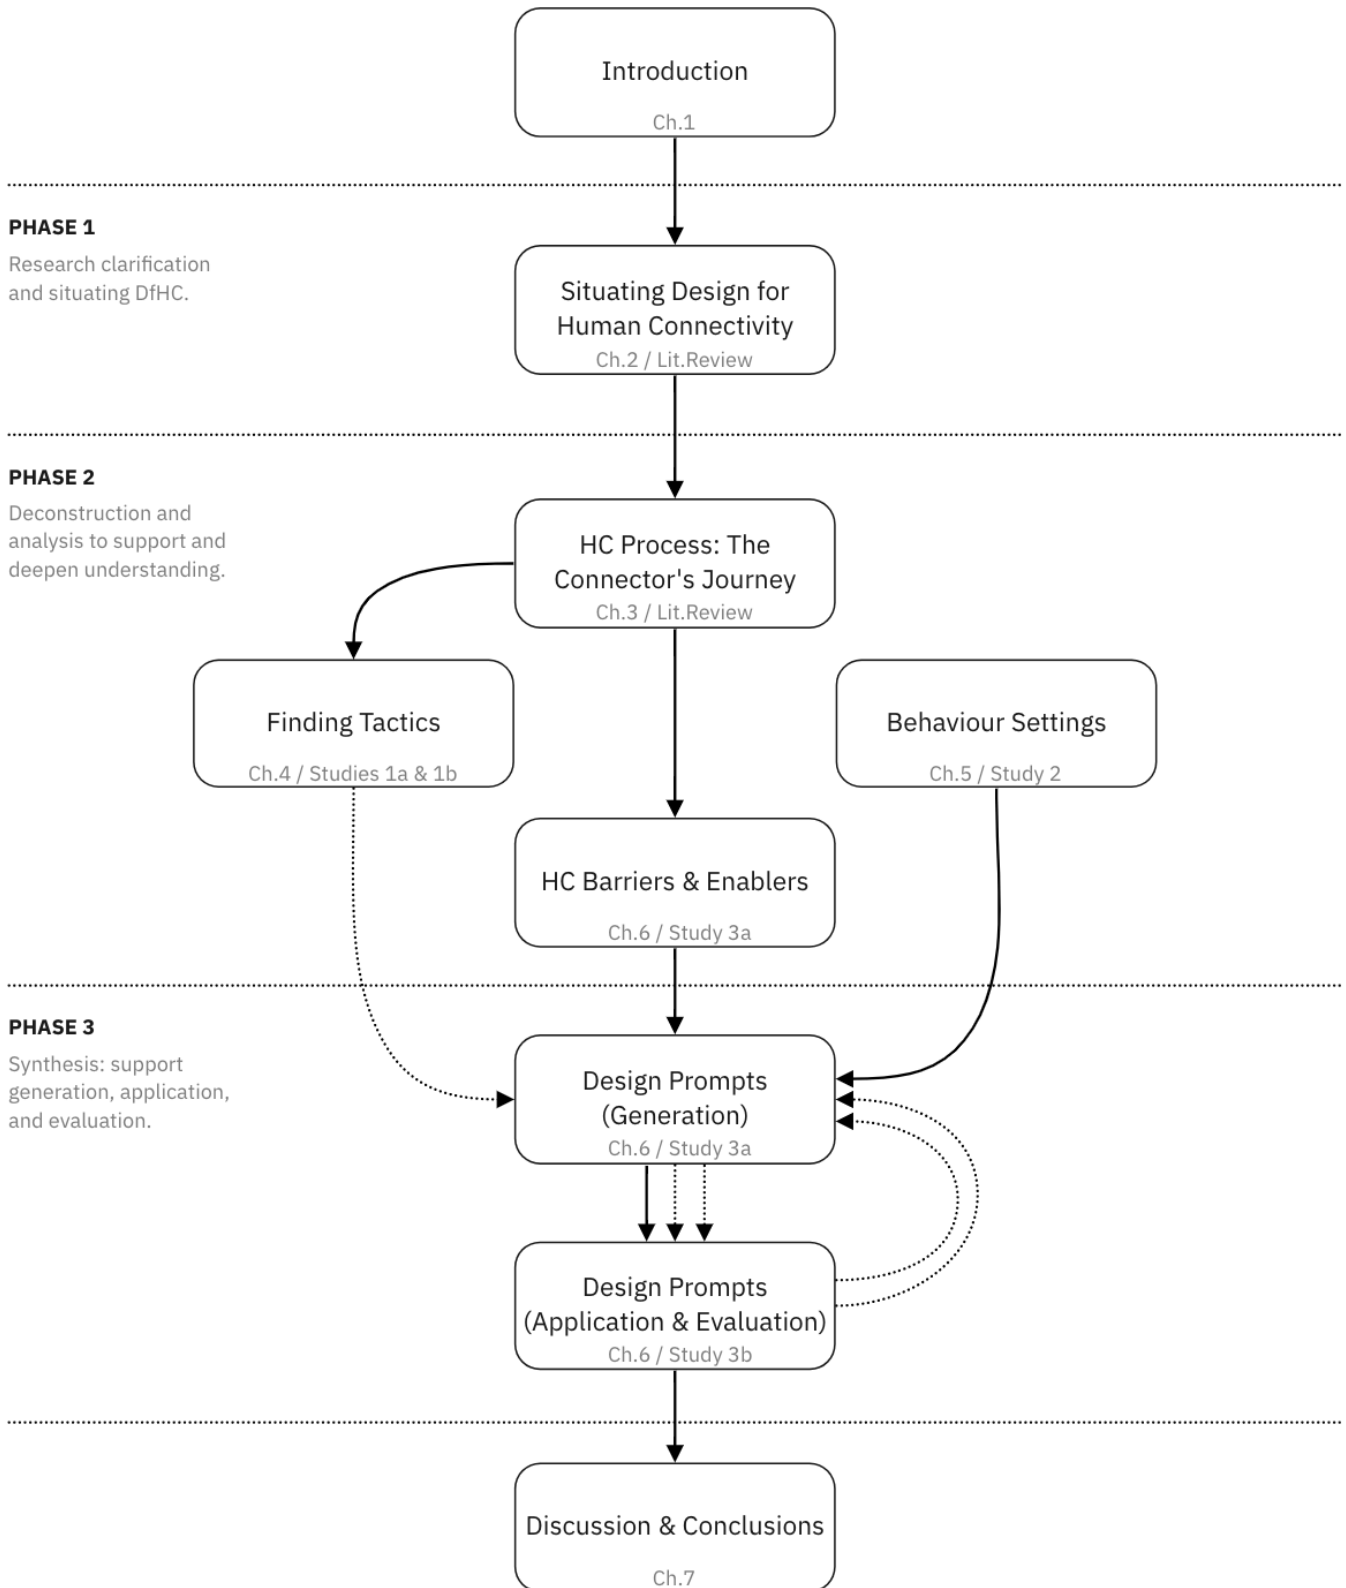 Introduction
Ch.1
PHASE 1
Research clarification
and situating DfHC.
Situating Design for
Human Connectivity
Ch.2 / Lit.Review
PHASE 2
Deconstruction and
analysis to support and
deepen understanding.
HC Process: The
Connector's Journey
Ch.3 / Lit.Review
Finding Tactics
Ch.4 / Studies 1a & 1b
Behaviour Settings
Ch.5 / Study 2
HC Barriers & Enablers
Ch.6 / Study 3a
PHASE 3
Synthesis: support
generation, application,
and evaluation.
Design Prompts
(Generation)
Ch.6 / Study 3a
Design Prompts
(Application & Evaluation)
Ch.6 / Study 3b
Discussion & Conclusions
Ch.7